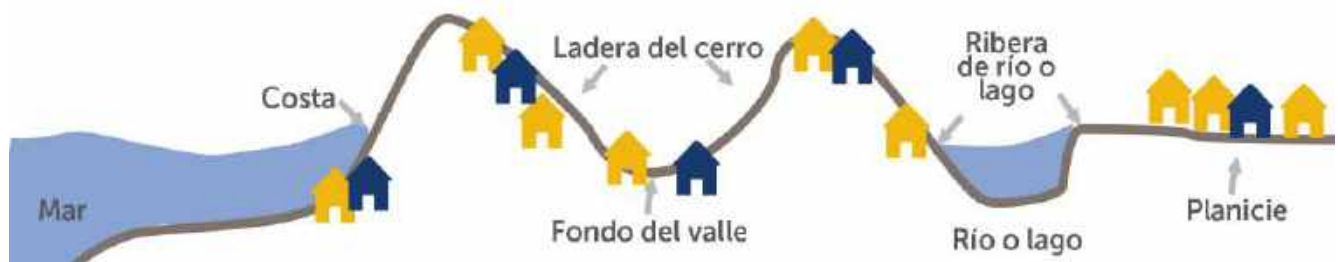 Mar
Costa
Ladera del cerro
Fondo del valle
Ribera
de río o
lago
Río o lago
Planicie